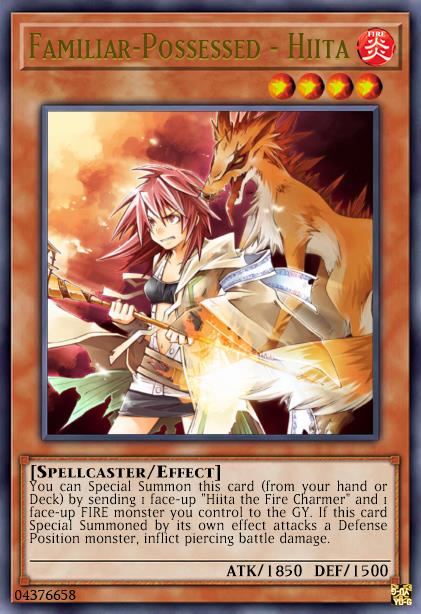 Familiar-Possessed - Hiita
FIRE
炎
[Spellcaster/Effect]
You can Special Summon this card (from your hand or
Deck) by sending 1 face-up "Hiita the Fire Charmer" and 1
face-up FIRE monster you control to the GY. If this card
Special Summoned by its own effect attacks a Defense
Position monster, inflict piercing battle damage.
ATK/1850 DEF/1500
04376658